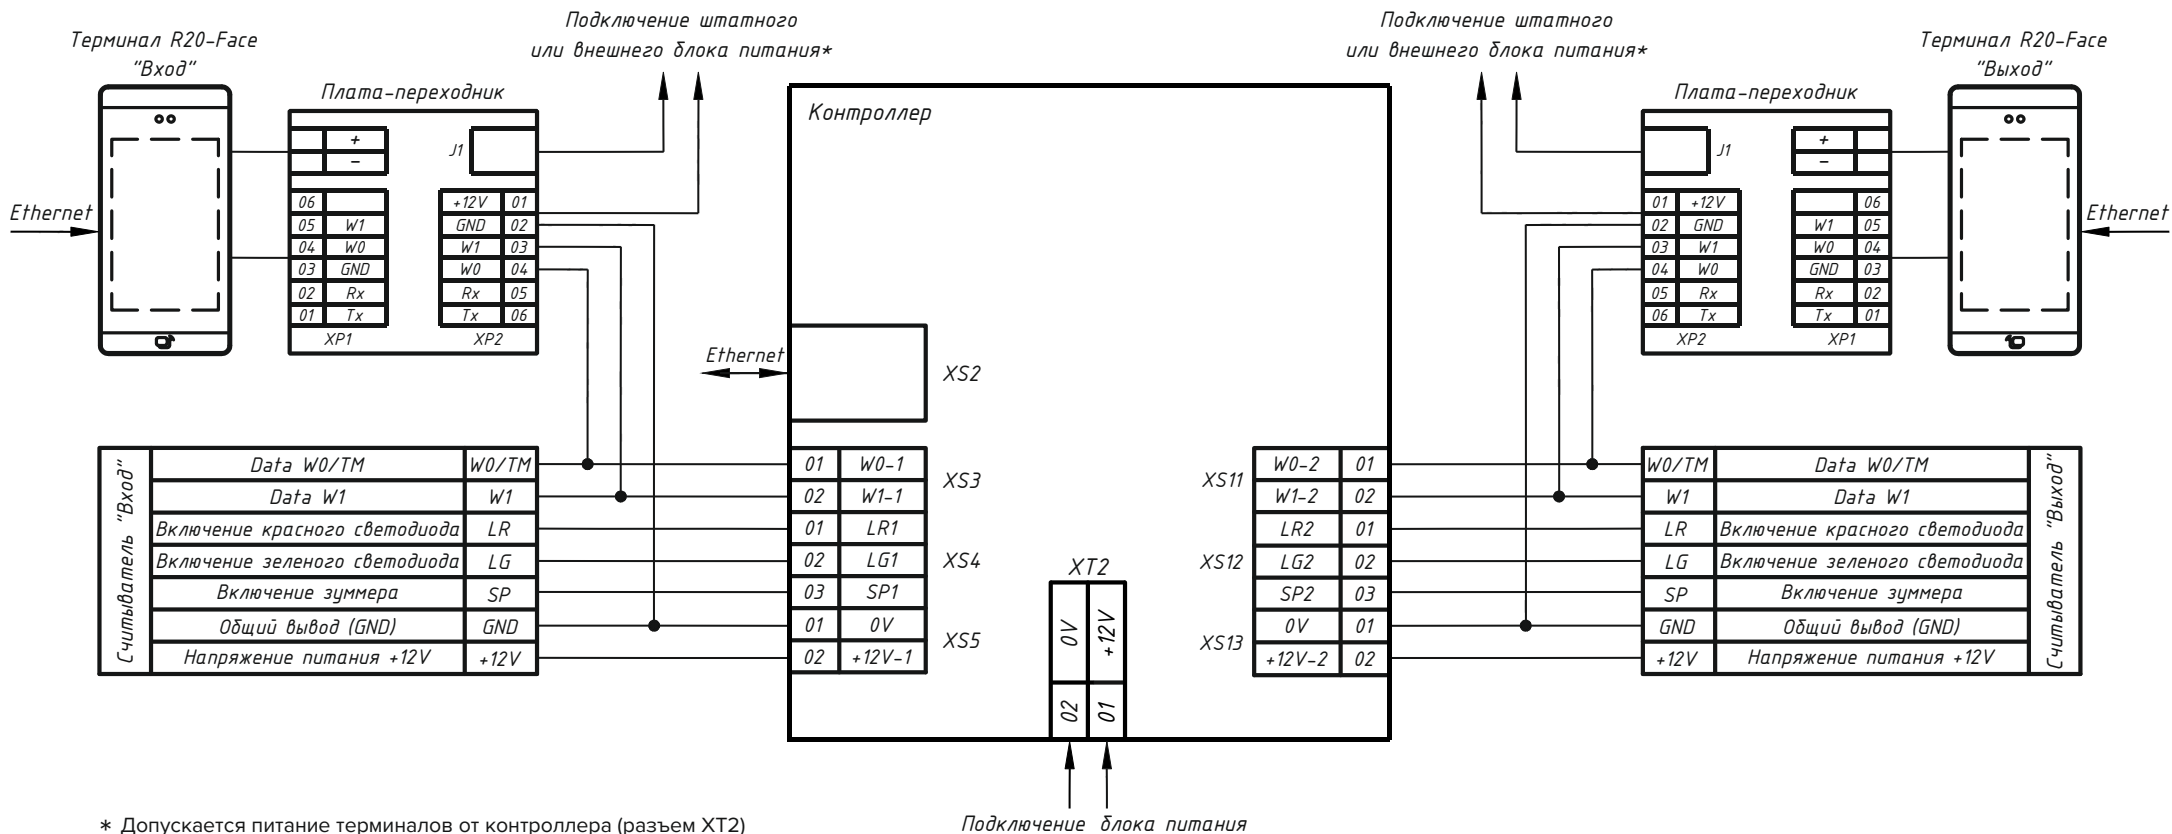 Терминал R20-Face
"Вход"
Ethernet
Плата-переходник
+
-
J1
06
05 W1
04 W0
03 GND
02 Rx
01 Tx
XP1
+12V 01
GND 02
W1 03
W0 04
Rx 05
Tx 06
XP2
Подключение штатного
или внешнего блока питания*
Контроллер
Ethernet
XS2
Подключение штатного
или внешнего блока питания*
Плата-переходник
J1
+
-
01 +12V
02 GND
03 W1
04 W0
05 Rx
06 Tx
XP2
06
W1 05
W0 04
GND 03
Rx 02
Tx 01
XP1
Терминал R20-Face
"Выход"
Ethernet
Считыватель "Вход"
Data W0/TM W0/TM
Data W1 W1
Включение красного светодиода LR
Включение зеленого светодиода LG
Включение зуммера SP
Общий вывод (GND) GND
Напряжение питания +12V +12V
01 W0-1
02 W1-1
XS3
01 LR1
02 LG1
03 SP1
XS4
01 0V
02 +12V-1
XS5
XT2
0V +12V
02 01
Подключение блока питания
XS11
W0-2 01
W1-2 02
XS12
LR2 01
LG2 02
SP2 03
XS13
0V 01
+12V-2 02
W0/TM Data W0/TM
W1 Data W1
LR Включение красного светодиода
LG Включение зеленого светодиода
SP Включение зуммера
GND Общий вывод (GND)
+12V Напряжение питания +12V
Считыватель "Выход"
* Допускается питание терминалов от контроллера (разъем XT2)